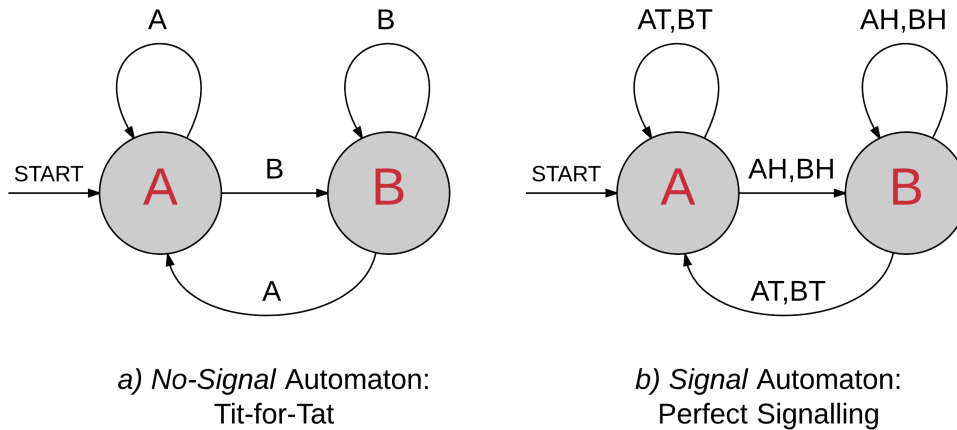 A
B
START
A
B
B
A
a) No-Signal Automaton:
Tit-for-Tat
AT,BT
AH,BH
START
A
AH,BH
B
AT,BT
b) Signal Automaton:
Perfect Signalling